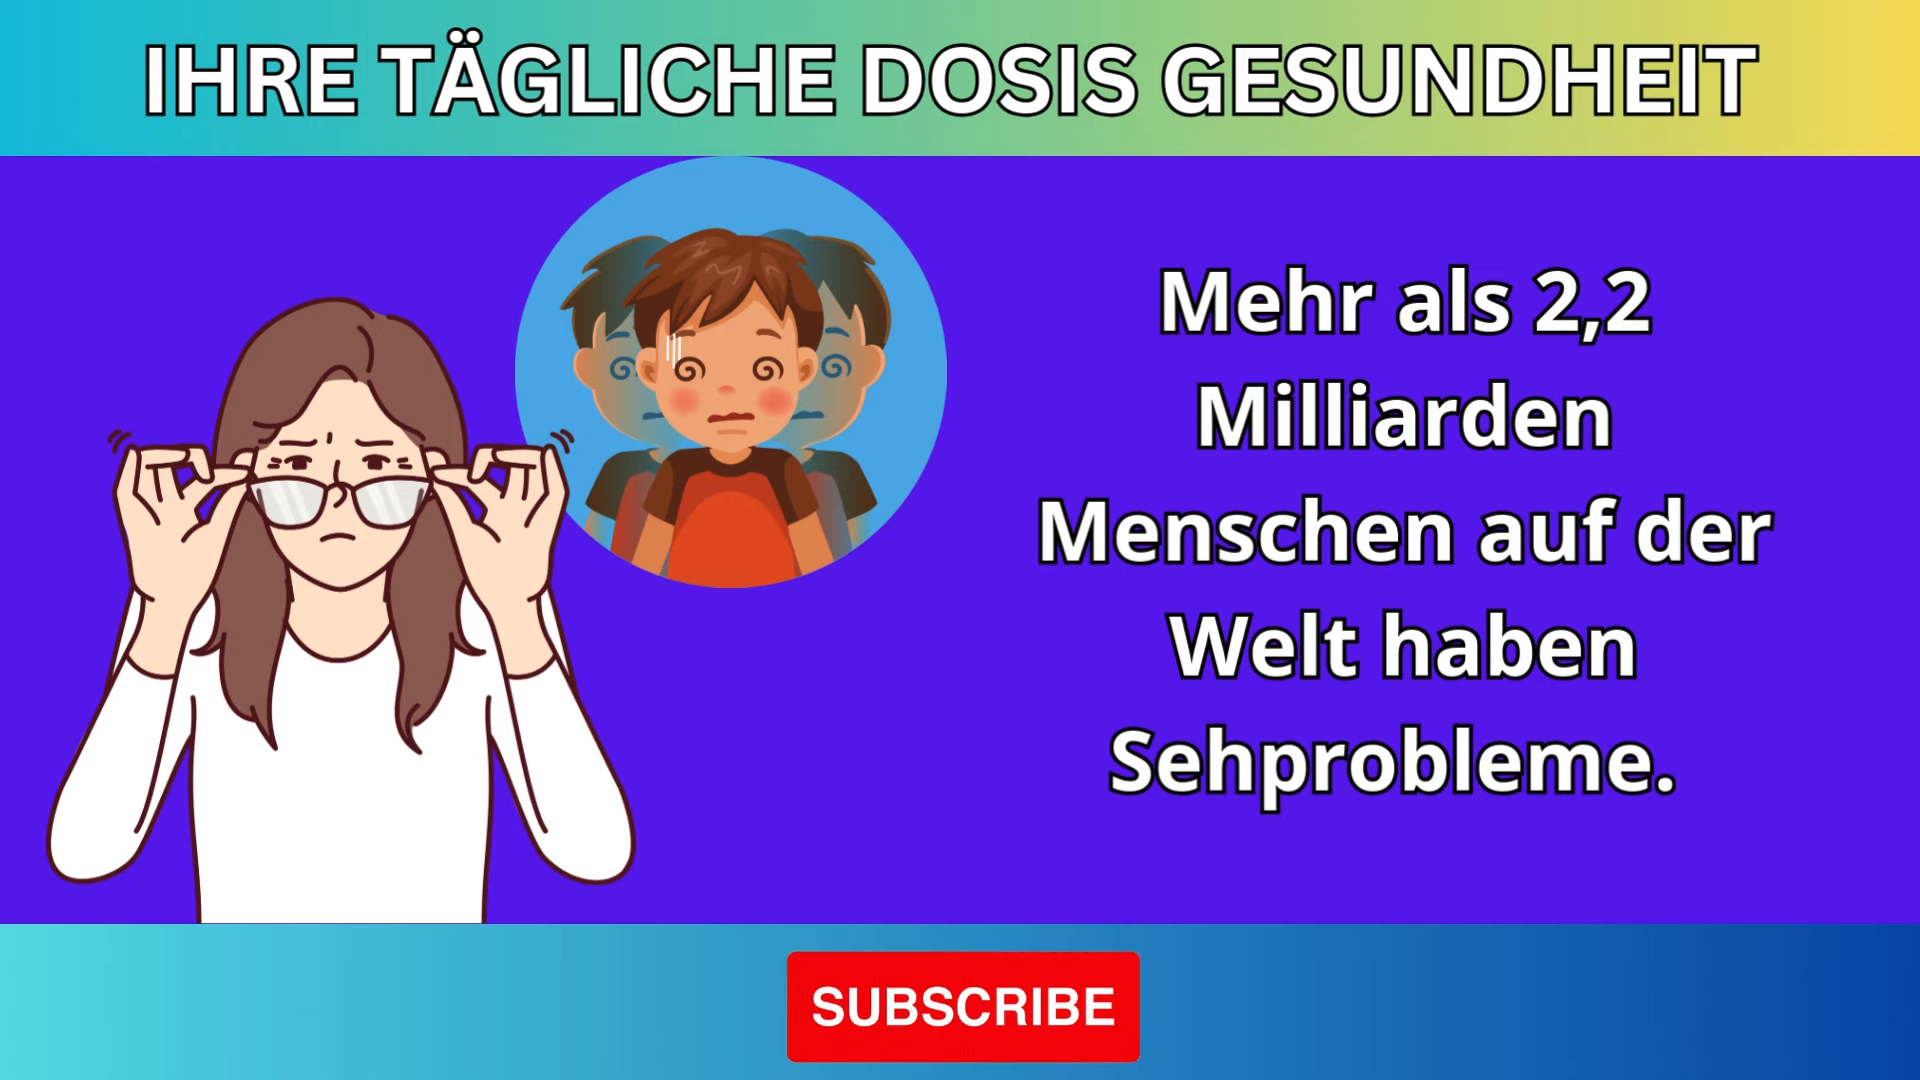 IHRE TÄGLICHE DOSIS GESUNDHEIT
Mehr als 2,2
Milliarden
Menschen auf der
Welt haben
Sehprobleme.
SUBSCRIBE